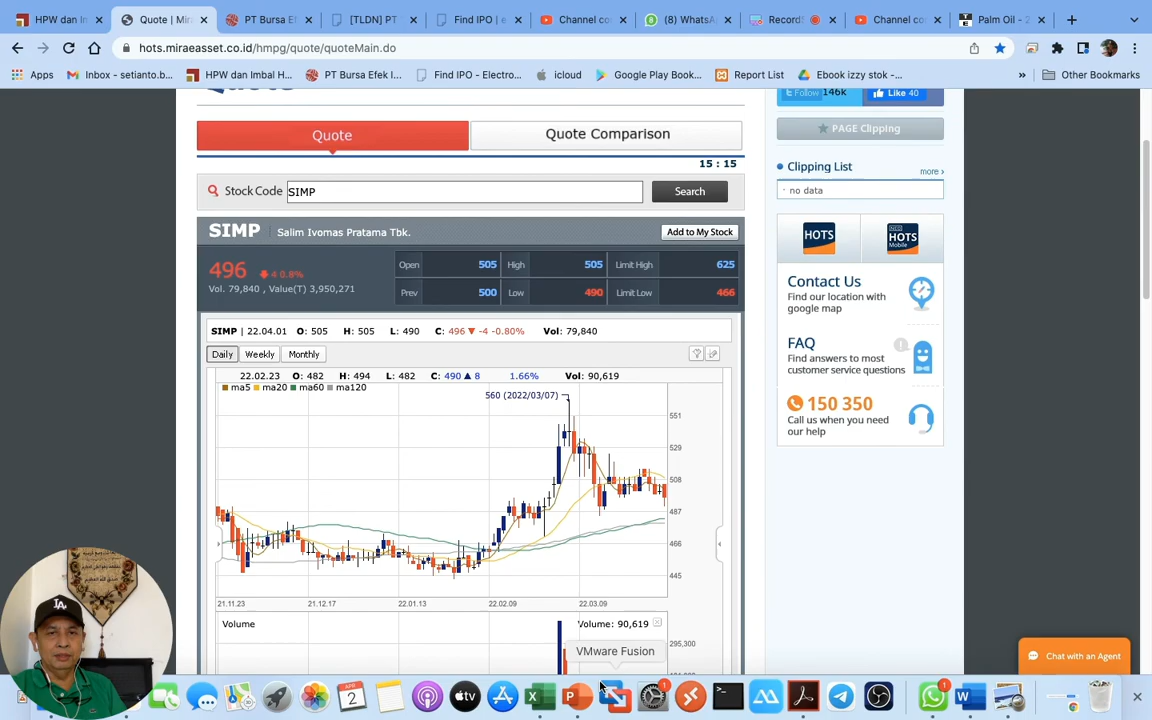 HPW dan In
Quote | Mir
PT Bursa Ef
[TLDN] PT
Find IPO | e
Channel co
(8) WhatsA
Record
Channel co
Palm Oil - 2
hots.miraeasset.co.id/hmpg/quote/quoteMain.do
Apps
Inbox - setianto.b...
HPW dan Imbal H...
PT Bursa Efek I...
Find IPO - Electro...
icloud
Google Play Book...
Report List
Ebook izzy stok -...
»
Other Bookmarks
Follow 146k
Like 40
Quote
Quote Comparison
PAGE Clipping
15 : 15
Clipping List
more ›
no data
Stock Code SIMP Search
SIMP Salim Ivomas Pratama Tbk. Add to My Stock
HOTS
HOTS Mobile
496 4 0.8%
Vol. 79,840 , Value(T) 3,950,271
Open 505 High 505 Limit High 625
Prev 500 Low 490 Limit Low 466
Contact Us
Find our location with
google map
FAQ
Find answers to most
customer service questions
150 350
Call us when you need
our help
SIMP | 22.04.01 O: 505 H: 505 L: 490 C: 496 ▼ -4 -0.80% Vol: 79,840
Daily Weekly Monthly
22.02.23 O: 482 H: 494 L: 482 C: 490 ▲ 8 1.66% Vol: 90,619
ma5 ma20 ma60 ma120
560 (2022/03/07)
551
529
508
487
466
445
21.11.23 21.12.17 22.01.13 22.02.09 22.03.09
Volume
Volume: 90,619
295,300
VMware Fusion
Chat with an Agent
LA
APR
2
tv
1
1